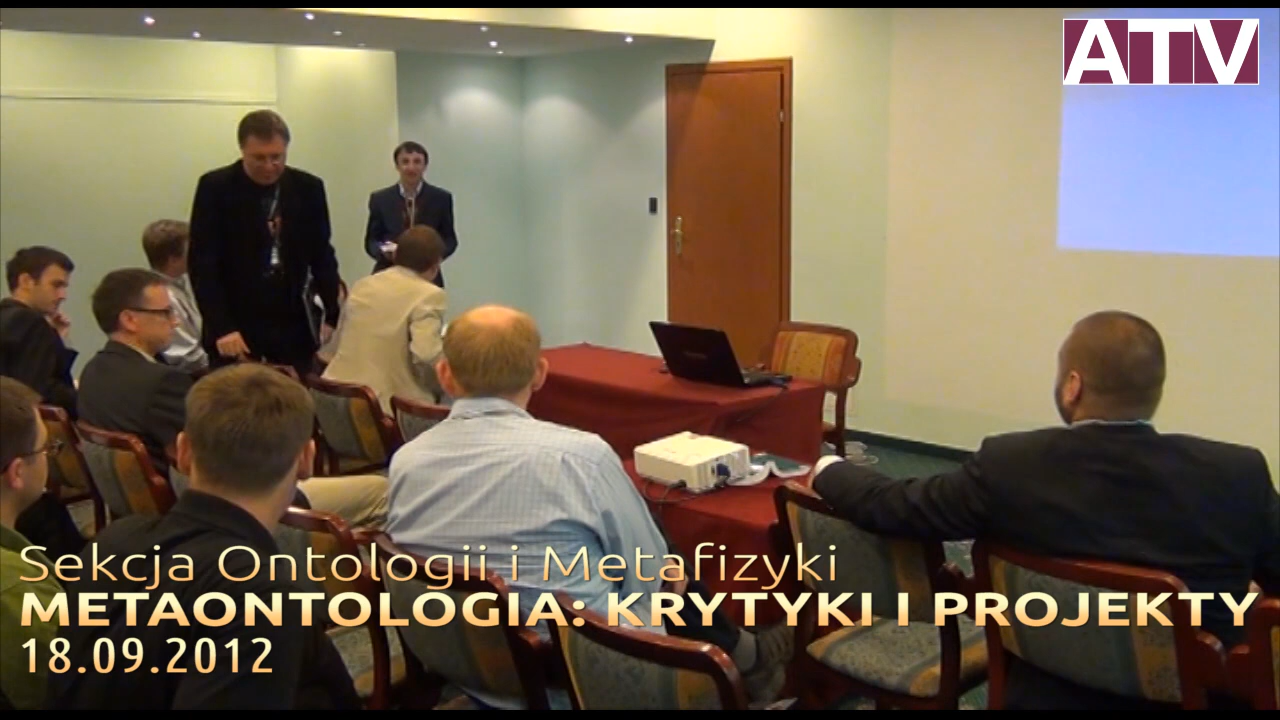 ATV
Sekcja Ontologii i Metafizyki
METAONTOLOGIA: KRYTYKI I PROJEKTY
18.09.2012